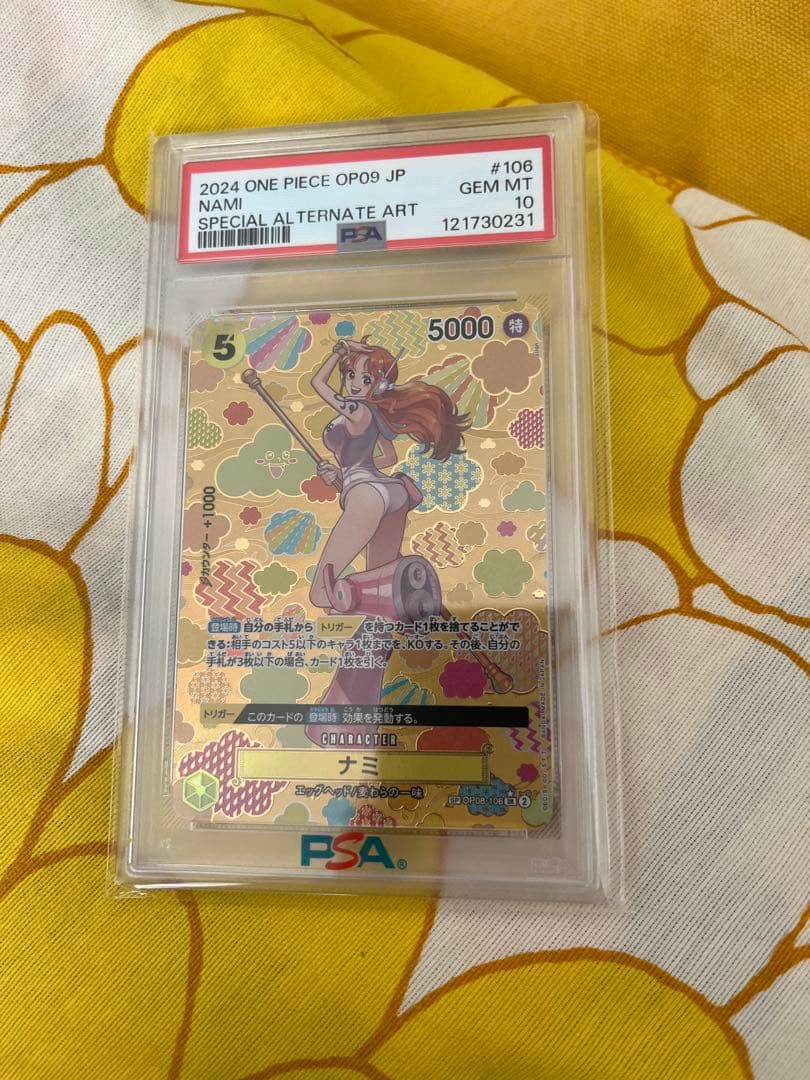 2024 ONE PIECE OP09 JP
#106
NAMI
GEM MT
SPECIAL ALTERNATE ART
10
PSA
121730231
5
5000
特
カウンター +1000
登場時 自分の手札から トリガー を持つカード1枚を捨てることがで
きる:相手のコスト5以下のキャラ1枚までを、KOする。その後、自分の
手札が3枚以下の場合、カード1枚を引く。
トリガー このカードの 登場時 効果を発動する。
CHARACTER
ナミ
エッグヘッド/麦わらの一味
SP OP08-106 SR 2
PSA®